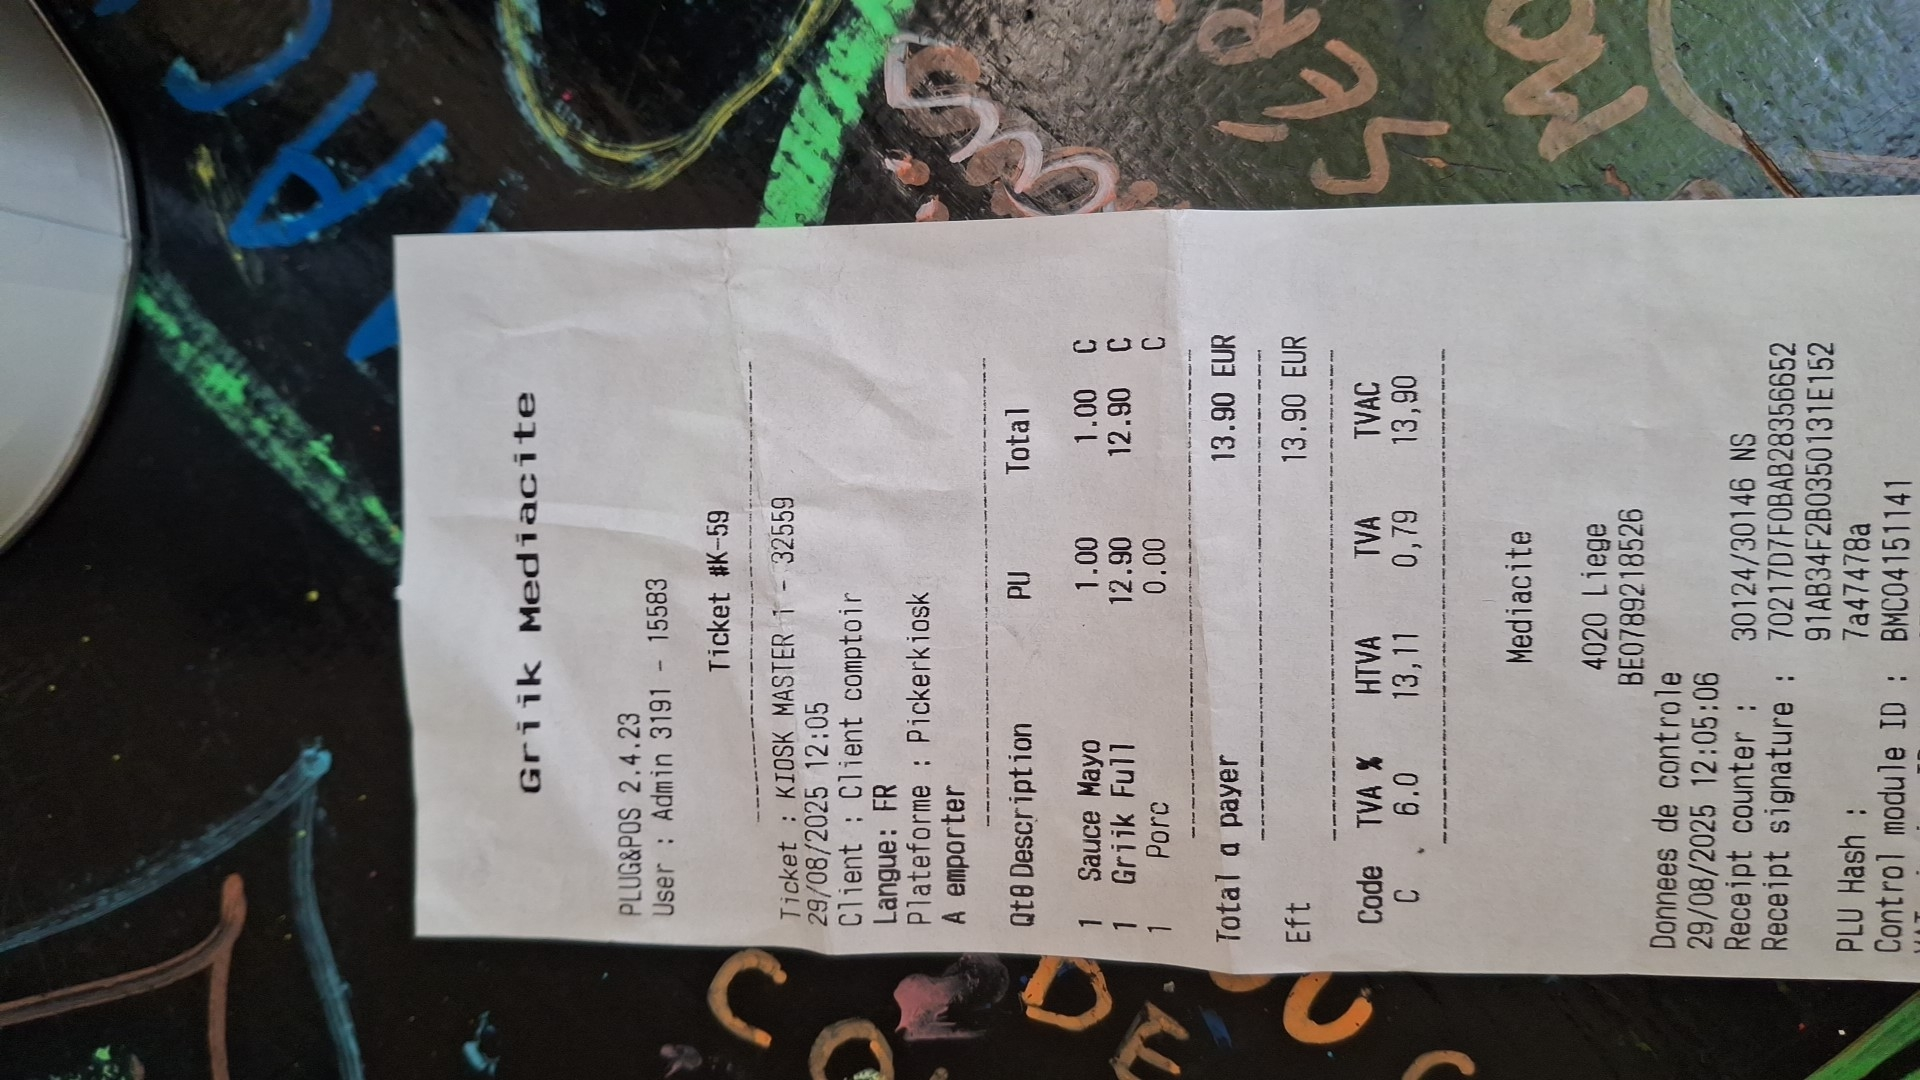 Griik Mediacite
PLUG&POS 2.4.23
User : Admin 3191 - 15583
Ticket #K-59
Ticket : KIOSK MASTER 1 - 32559
29/08/2025 12:05
Client : Client comptoir
Langue: FR
Plateforme : Pickerkiosk
A emporter
Qté Description PU Total
1 Sauce Mayo 1.00 1.00 C
1 Griik Full 12.90 12.90 C
1 Porc 0.00 C
Total a payer 13.90 EUR
Eft 13.90 EUR
Code TVA % HTVA TVA TVAC
C 6.0 13,11 0,79 13,90
Mediacite
4020 Liege
BE0789218526
Donnees de controle
29/08/2025 12:05:06
Receipt counter : 30124/30146 NS
Receipt signature : 70217D7F0BAB28356652
91AB34F2B0350131E152
PLU Hash : 7a47478a
Control module ID : BMC04151141